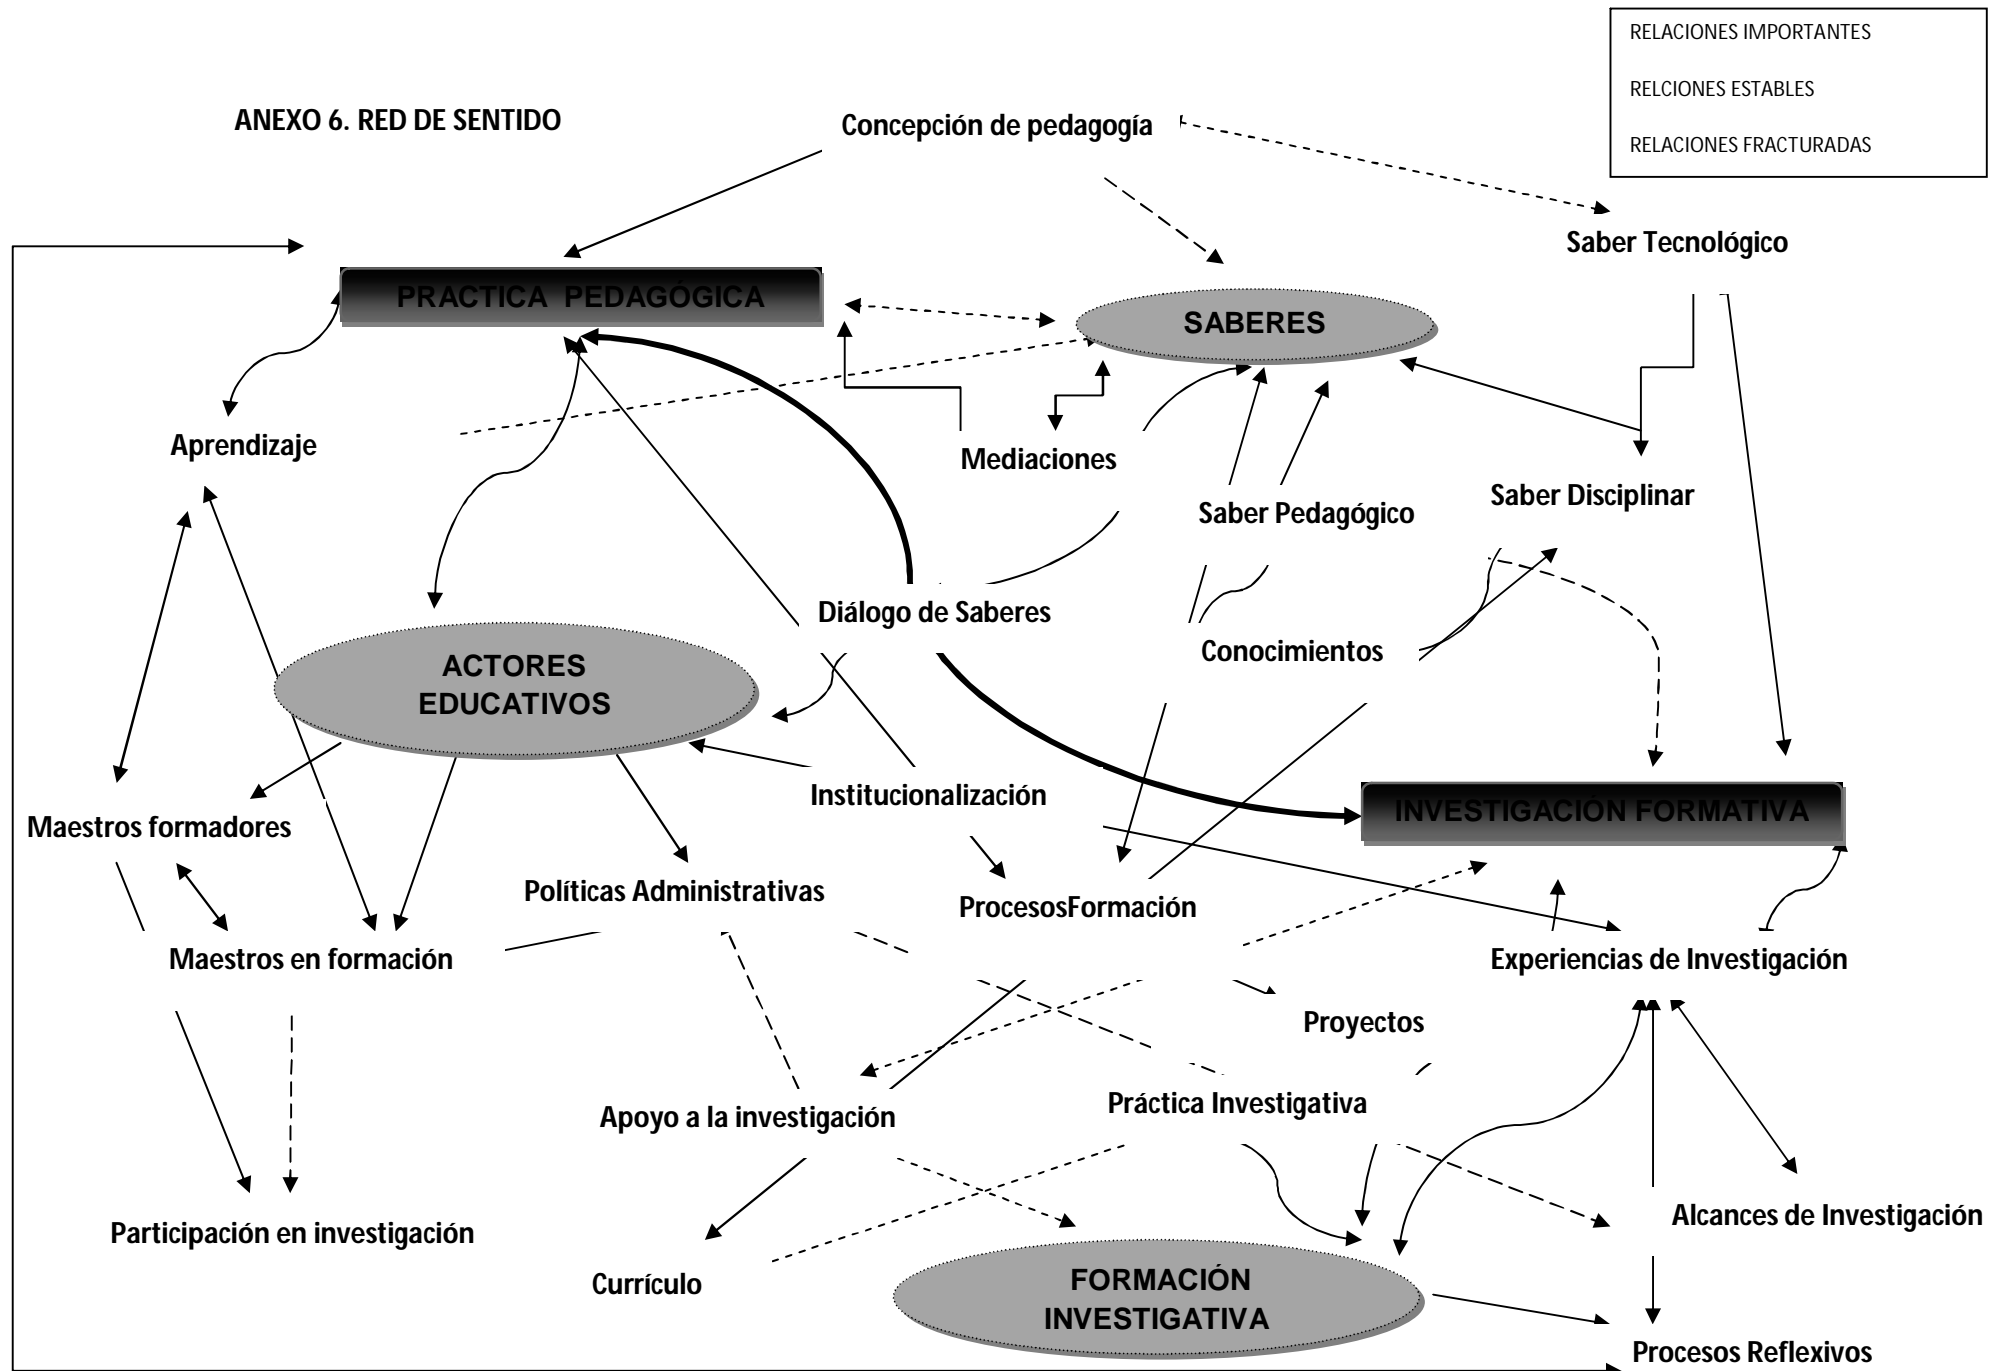 RELACIONES IMPORTANTES
RELCIONES ESTABLES
RELACIONES FRACTURADAS
ANEXO 6. RED DE SENTIDO
Concepción de pedagogía
Saber Tecnológico
PRACTICA PEDAGÓGICA
SABERES
Aprendizaje
Mediaciones
Saber Pedagógico
Saber Disciplinar
Diálogo de Saberes
Conocimientos
ACTORES
EDUCATIVOS
Institucionalización
INVESTIGACIÓN FORMATIVA
Maestros formadores
Políticas Administrativas
ProcesosFormación
Maestros en formación
Experiencias de Investigación
Proyectos
Apoyo a la investigación
Práctica Investigativa
Participación en investigación
Alcances de Investigación
Currículo
FORMACIÓN
INVESTIGATIVA
Procesos Reflexivos